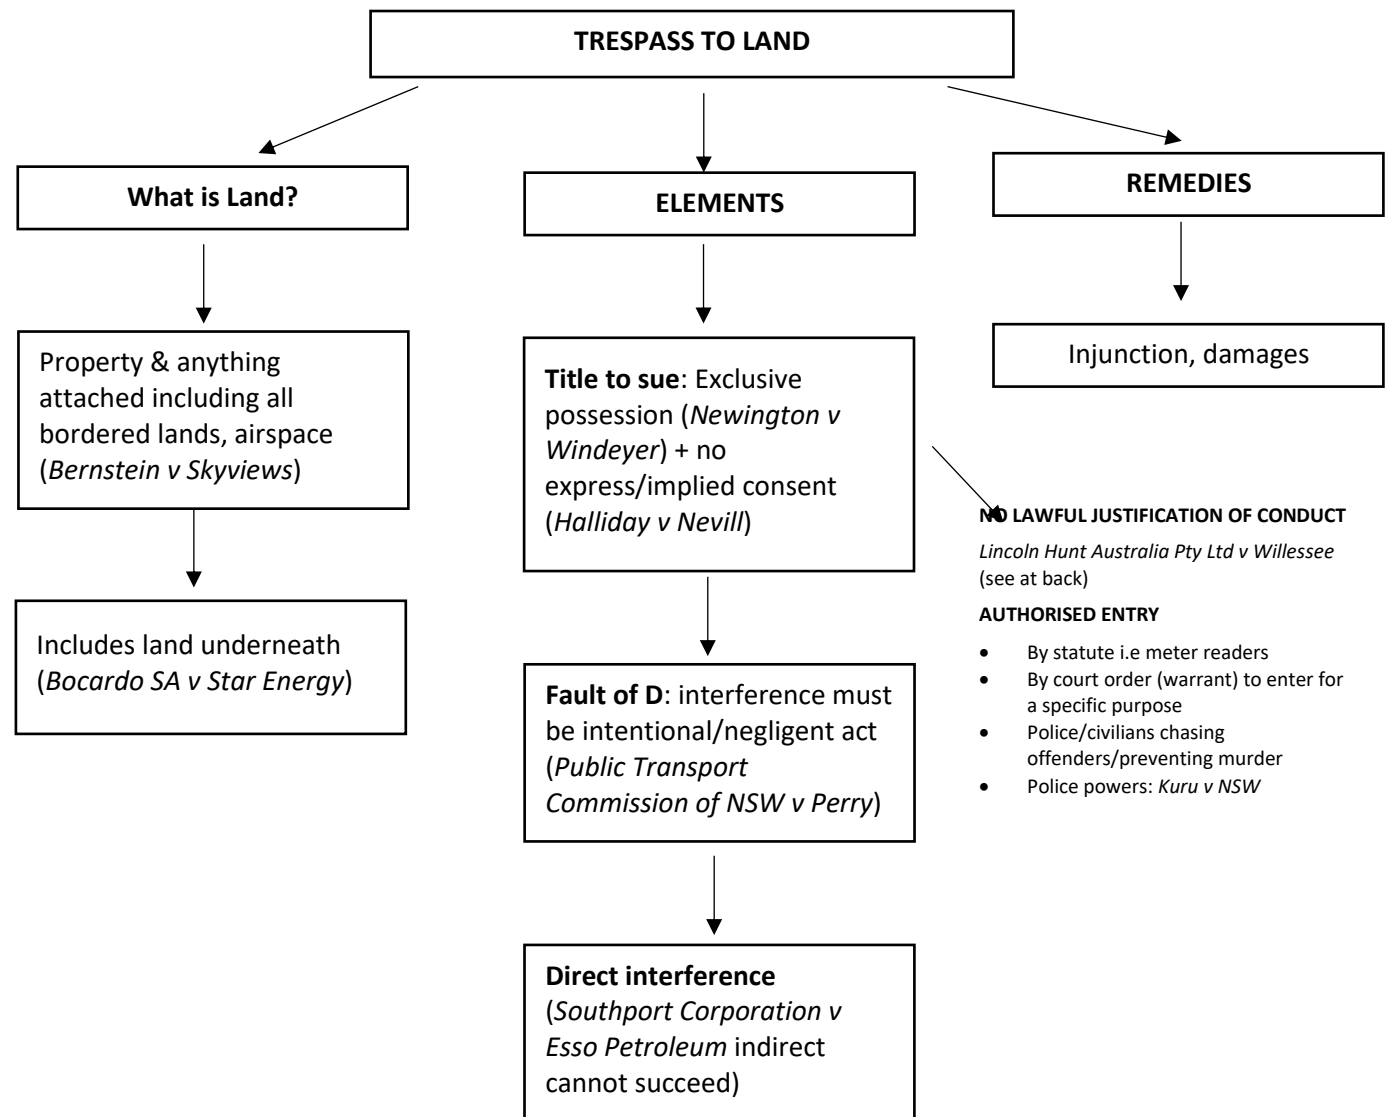 TRESPASS TO LAND
What is Land?
Property & anything
attached including all
bordered lands, airspace
(Bernstein v Skyviews)
Includes land underneath
(Bocardo SA v Star Energy)
ELEMENTS
Title to sue: Exclusive
possession (Newington v
Windeyer) + no
express/implied consent
(Halliday v Nevill)
Fault of D: interference must
be intentional/negligent act
(Public Transport
Commission of NSW v Perry)
Direct interference
(Southport Corporation v
Esso Petroleum indirect
cannot succeed)
REMEDIES
Injunction, damages
NO LAWFUL JUSTIFICATION OF CONDUCT
Lincoln Hunt Australia Pty Ltd v Willessee
(see at back)
AUTHORISED ENTRY
• By statute i.e meter readers
• By court order (warrant) to enter for
a specific purpose
• Police/civilians chasing
offenders/preventing murder
• Police powers: Kuru v NSW